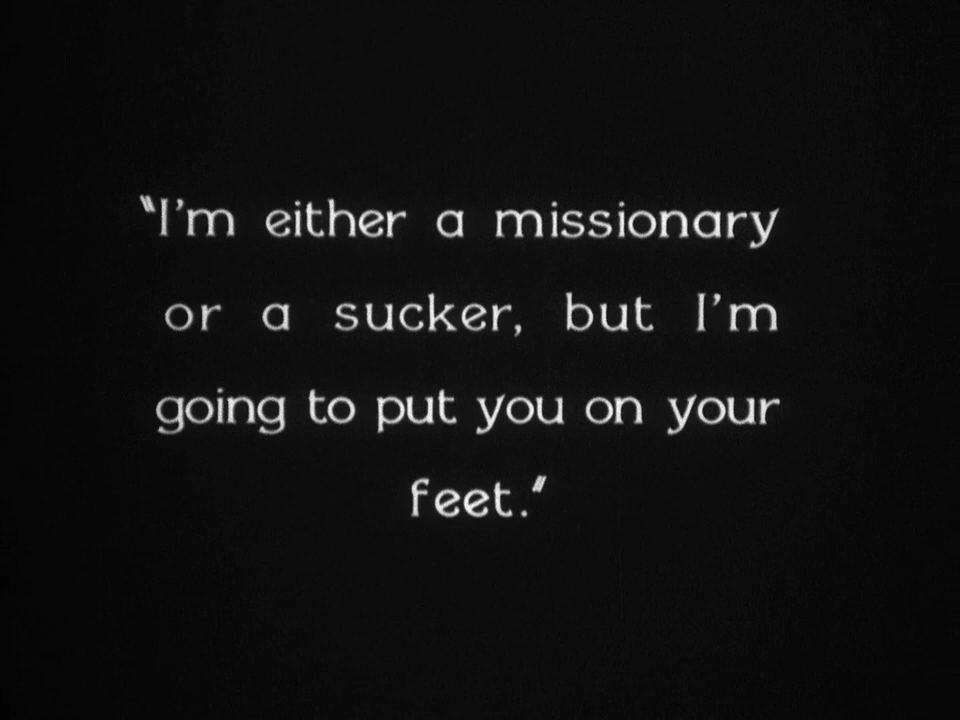 "I'm either a missionary
or a sucker, but I'm
going to put you on your
feet."